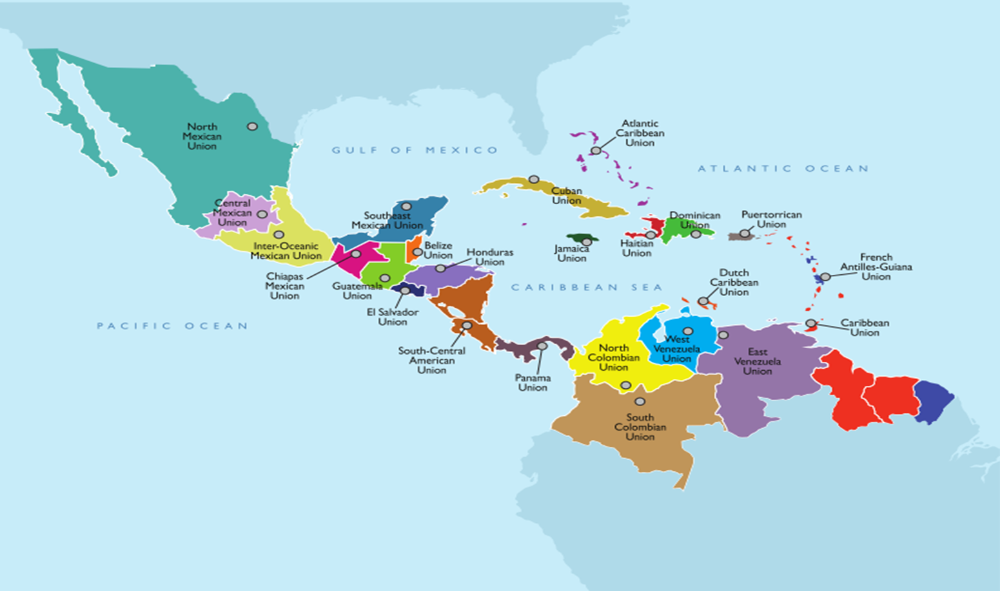 North
Mexican
Union
GULF OF MEXICO
Atlantic
Caribbean
Union
ATLANTIC OCEAN
Central
Mexican
Union
Southeast
Mexican Union
Cuban
Union
Dominican
Union
Puertorrican
Union
Inter-Oceanic
Mexican Union
Belize
Union
Honduras
Union
Jamaica
Union
Haitian
Union
French
Antilles-Guiana
Union
Chiapas
Mexican
Union
Guatemala
Union
CARIBBEAN SEA
Dutch
Caribbean
Union
El Salvador
Union
PACIFIC OCEAN
Caribbean
Union
South-Central
American
Union
Panama
Union
North
Colombian
Union
West
Venezuela
Union
East
Venezuela
Union
South
Colombian
Union